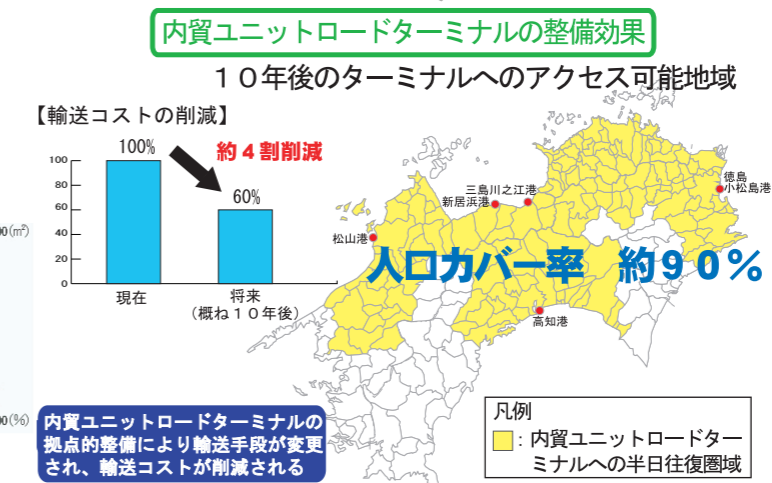 内貿ユニットロードターミナルの整備効果
１０年後のターミナルへのアクセス可能地域
【輸送コストの削減】
約４割削減
100%
60%
100
80
60
40
20
0
現在
将来
（概ね１０年後）
00(㎡)
00(%)
徳島
小松島港
三島川之江港
新居浜港
松山港
人口カバー率　約９０％
高知港
内貿ユニットロードターミナルの
拠点的整備により輸送手段が変更
され、輸送コストが削減される
凡例
：内貿ユニットロードター
ミナルへの半日往復圏域